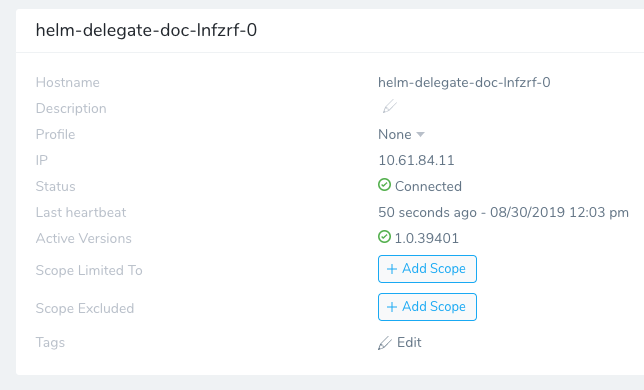 helm-delegate-doc-lnfzrf-0
Hostname helm-delegate-doc-lnfzrf-0
Description
Profile None
IP 10.61.84.11
Status Connected
Last heartbeat 50 seconds ago - 08/30/2019 12:03 pm
Active Versions 1.0.39401
Scope Limited To + Add Scope
Scope Excluded + Add Scope
Tags Edit